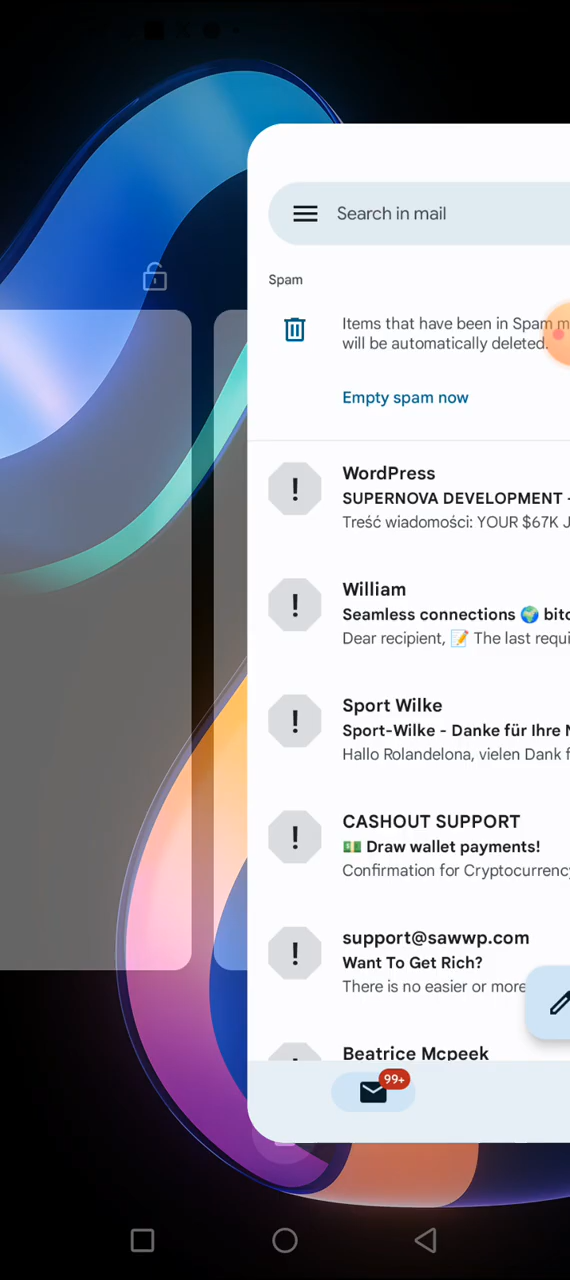 Search in mail
Spam
Items that have been in Spam m
will be automatically deleted.
Empty spam now
WordPress
SUPERNOVA DEVELOPMENT -
Treść wiadomości: YOUR $67K J
William
Seamless connections 🌍 bitc
Dear recipient, 📝 The last requi
Sport Wilke
Sport-Wilke - Danke für Ihre N
Hallo Rolandelona, vielen Dank f
CASHOUT SUPPORT
💵 Draw wallet payments!
Confirmation for Cryptocurrency
support@sawwp.com
Want To Get Rich?
There is no easier or more
Beatrice Mcpeek
99+